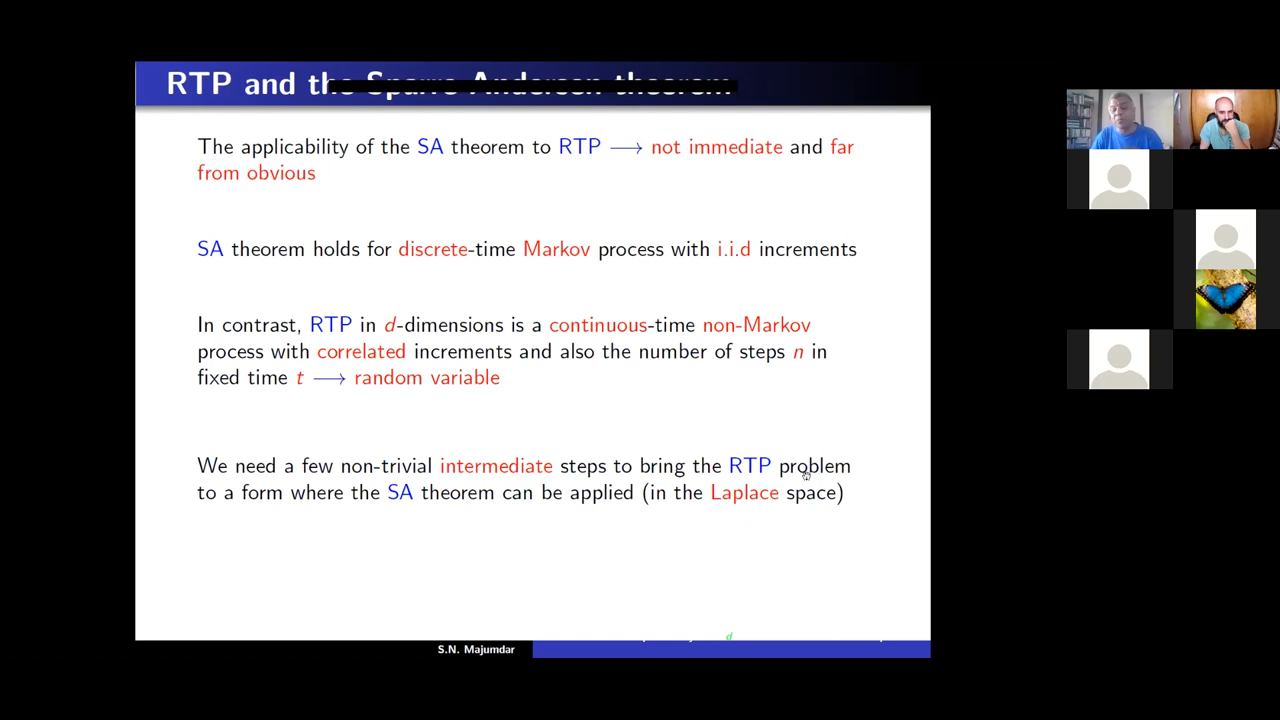 RTP and the Sparre Andersen theorem
The applicability of the SA theorem to RTP ⟶ not immediate and far
from obvious
SA theorem holds for discrete-time Markov process with i.i.d increments
In contrast, RTP in d-dimensions is a continuous-time non-Markov
process with correlated increments and also the number of steps n in
fixed time t ⟶ random variable
We need a few non-trivial intermediate steps to bring the RTP problem
to a form where the SA theorem can be applied (in the Laplace space)
d
S.N. Majumdar